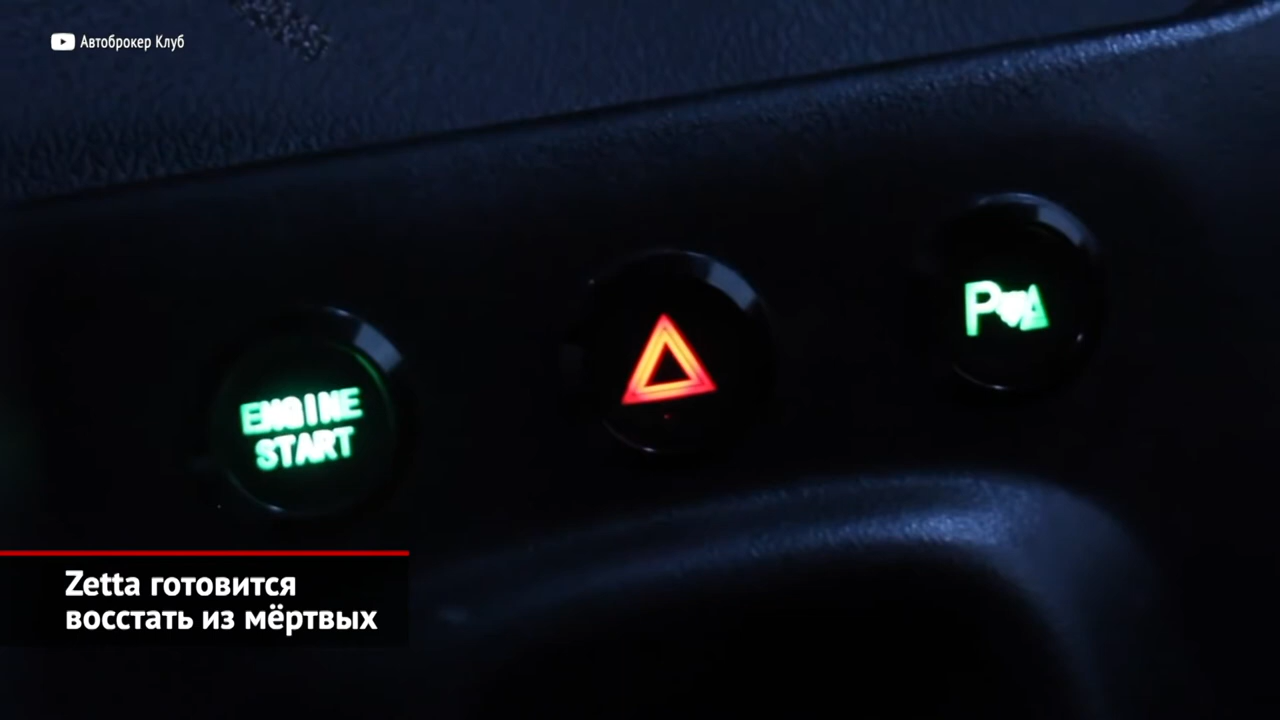 Автоброкер Клуб
ENGINE
START
P
Zetta готовится
восстать из мёртвых